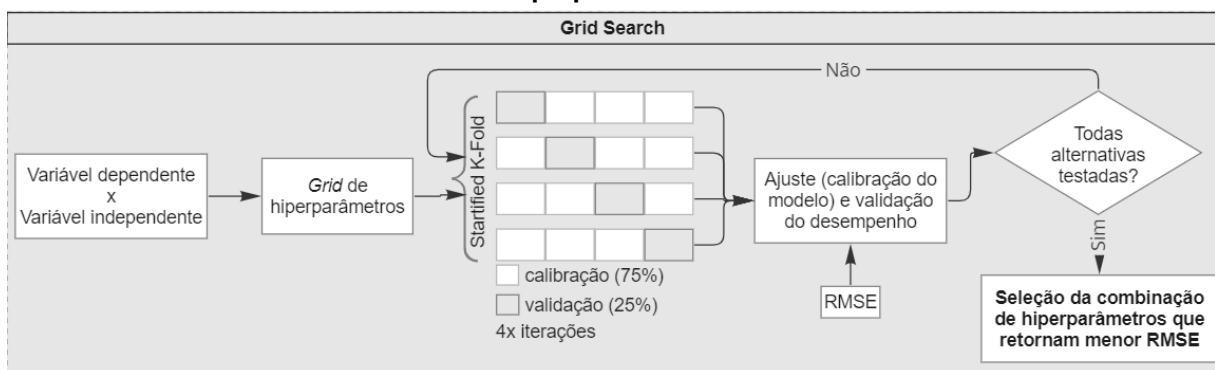 Grid Search
Não
Variável dependente
x
Variável independente
Grid de
hiperparâmetros
Startified K-Fold
calibração (75%)
validação (25%)
4x iterações
Ajuste (calibração do
modelo) e validação
do desempenho
RMSE
Todas
alternativas
testadas?
Sim
Seleção da combinação
de hiperparâmetros que
retornam menor RMSE